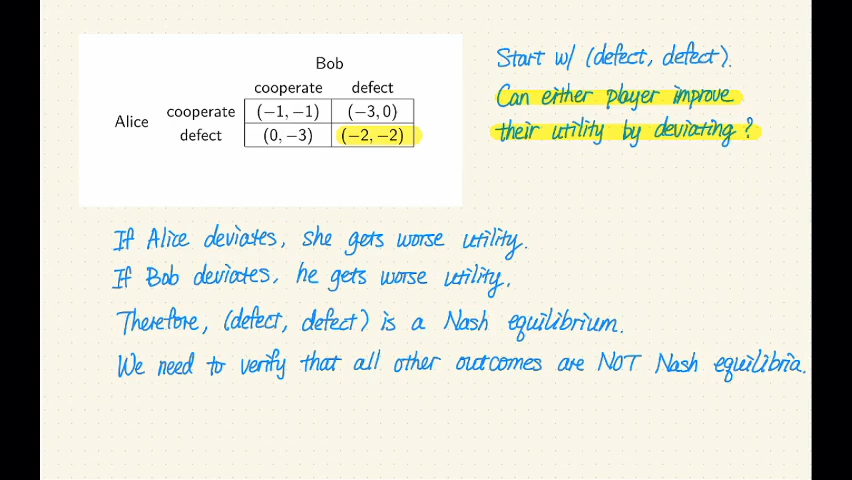 Bob
cooperate defect
cooperate (−1, −1) (−3, 0)
Alice
defect (0, −3) (−2, −2)
Start w/ (defect, defect).
Can either player improve
their utility by deviating?
If Alice deviates, she gets worse utility.
If Bob deviates, he gets worse utility.
Therefore, (defect, defect) is a Nash equilibrium.
We need to verify that all other outcomes are NOT Nash equilibria.